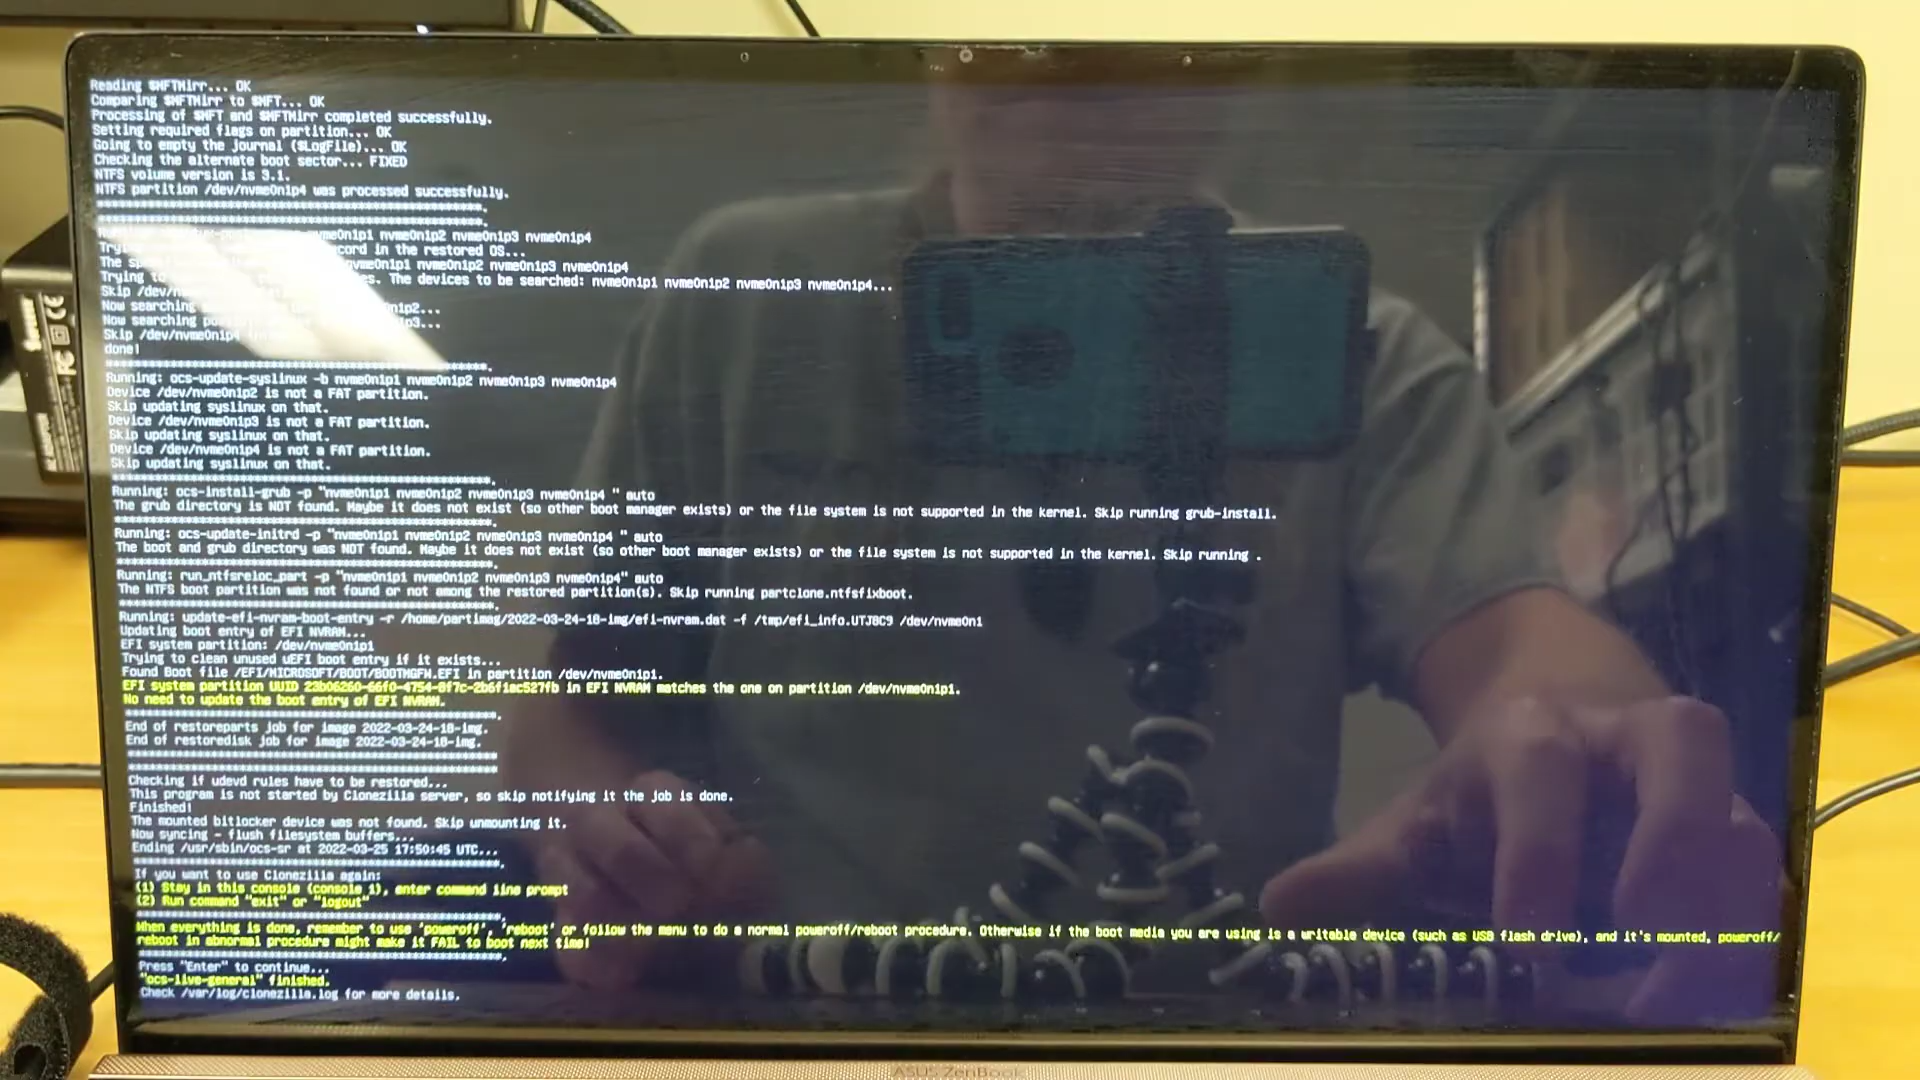 Reading $MFTMirr... OK
Comparing $MFTMirr to $MFT... OK
Processing of $MFT and $MFTMirr completed successfully.
Setting required flags on partition... OK
Going to empty the journal ($LogFile)... OK
Checking the alternate boot sector... FIXED
NTFS volume version is 3.1.
NTFS partition /dev/nvme0n1p4 was processed successfully.
nvme0n1p1 nvme0n1p2 nvme0n1p3 nvme0n1p4
in the restored OS...
The nvme0n1p1 nvme0n1p2 nvme0n1p3 nvme0n1p4
Trying to The devices to be searched: nvme0n1p1 nvme0n1p2 nvme0n1p3 nvme0n1p4...
Skip
Now searching
Now searching
Skip /dev/nvme0n1p4
done!
Running: ocs-update-syslinux -b nvme0n1p1 nvme0n1p2 nvme0n1p3 nvme0n1p4
Device /dev/nvme0n1p2 is not a FAT partition.
Skip updating syslinux on that.
Device /dev/nvme0n1p3 is not a FAT partition.
Skip updating syslinux on that.
Device /dev/nvme0n1p4 is not a FAT partition.
Skip updating syslinux on that.
Running: ocs-install-grub -p "nvme0n1p1 nvme0n1p2 nvme0n1p3 nvme0n1p4 " auto
The grub directory is NOT found. Maybe it does not exist (so other boot manager exists) or the file system is not supported in the kernel. Skip running grub-install.
Running: ocs-update-initrd -p "nvme0n1p1 nvme0n1p2 nvme0n1p3 nvme0n1p4 " auto
The boot and grub directory was NOT found. Maybe it does not exist (so other boot manager exists) or the file system is not supported in the kernel. Skip running .
Running: run_ntfsreloc_part -p "nvme0n1p1 nvme0n1p2 nvme0n1p3 nvme0n1p4" auto
The NTFS boot partition was not found or not among the restored partition(s). Skip running partclone.ntfsfixboot.
Running: update-efi-nvram-boot-entry -r /home/partimag/2022-03-24-18-img/efi-nvram.dat -f /tmp/efi_info.UTJ8C9 /dev/nvme0n1
Updating boot entry of EFI NVRAM...
EFI system partition: /dev/nvme0n1p1
Trying to clean unused uEFI boot entry if it exists...
Found Boot file /EFI/MICROSOFT/BOOT/BOOTMGFW.EFI in partition /dev/nvme0n1p1.
EFI system partition UUID 23b06260-66f0-4754-8f7c-2b6f1ac527fb in EFI NVRAM matches the one on partition /dev/nvme0n1p1.
No need to update the boot entry of EFI NVRAM.
End of restoreparts job for image 2022-03-24-18-img.
End of restoredisk job for image 2022-03-24-18-img.
Checking if udevd rules have to be restored...
This program is not started by Clonezilla server, so skip notifying it the job is done.
Finished!
The mounted bitlocker device was not found. Skip unmounting it.
Now syncing - flush filesystem buffers...
Ending /usr/sbin/ocs-sr at 2022-03-25 17:50:45 UTC...
If you want to use Clonezilla again:
(1) Stay in this console (console 1), enter command line prompt
(2) Run command "exit" or "logout"
When everything is done, remember to use 'poweroff', 'reboot' or follow the menu to do a normal poweroff/reboot procedure. Otherwise if the boot media you are using is a writable device (such as USB flash drive), and it's mounted, poweroff/
reboot in abnormal procedure might make it FAIL to boot next time!
Press "Enter" to continue...
"ocs-live-general" finished.
Check /var/log/clonezilla.log for more details.
ASUS ZenBook